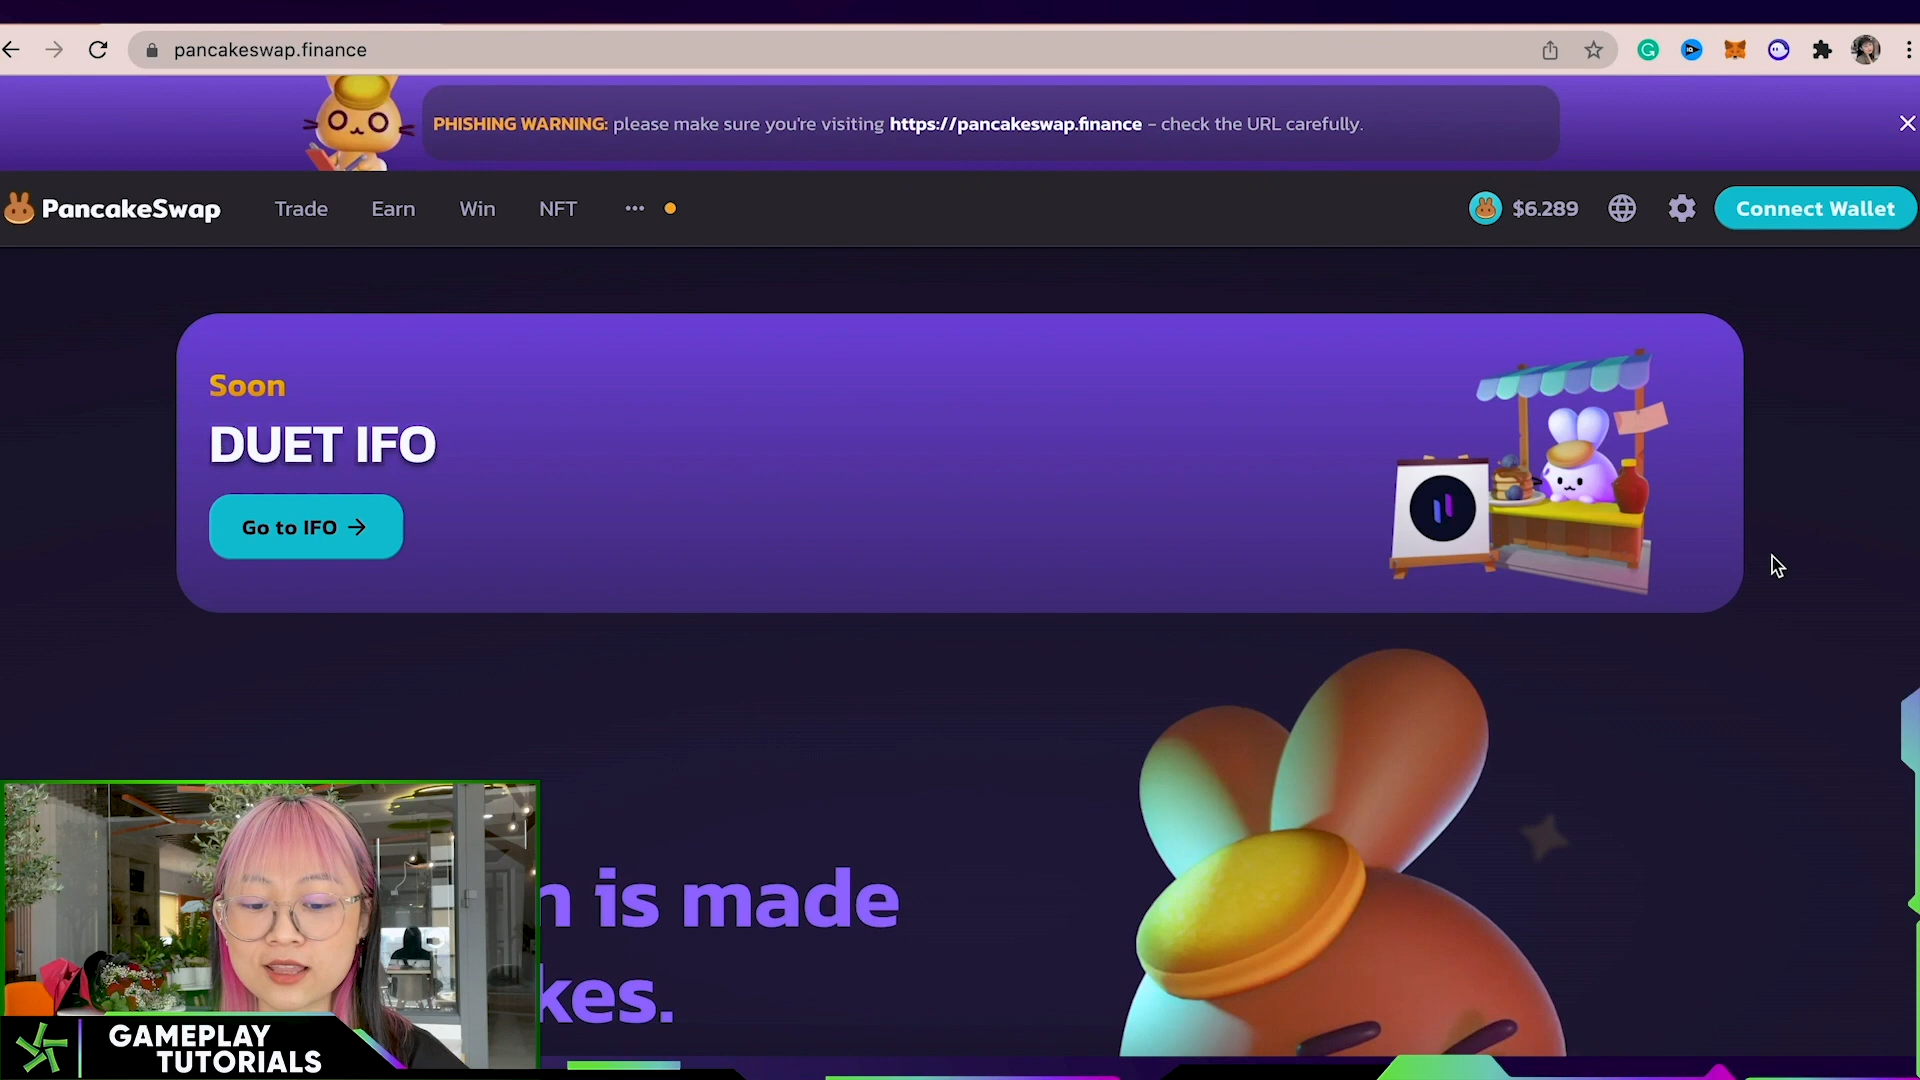 pancakeswap.finance
PHISHING WARNING: please make sure you're visiting https://pancakeswap.finance - check the URL carefully.
PancakeSwap
Trade
Earn
Win
NFT
$6.289
Connect Wallet
Soon
DUET IFO
Go to IFO →
is made
kes.
GAMEPLAY
TUTORIALS